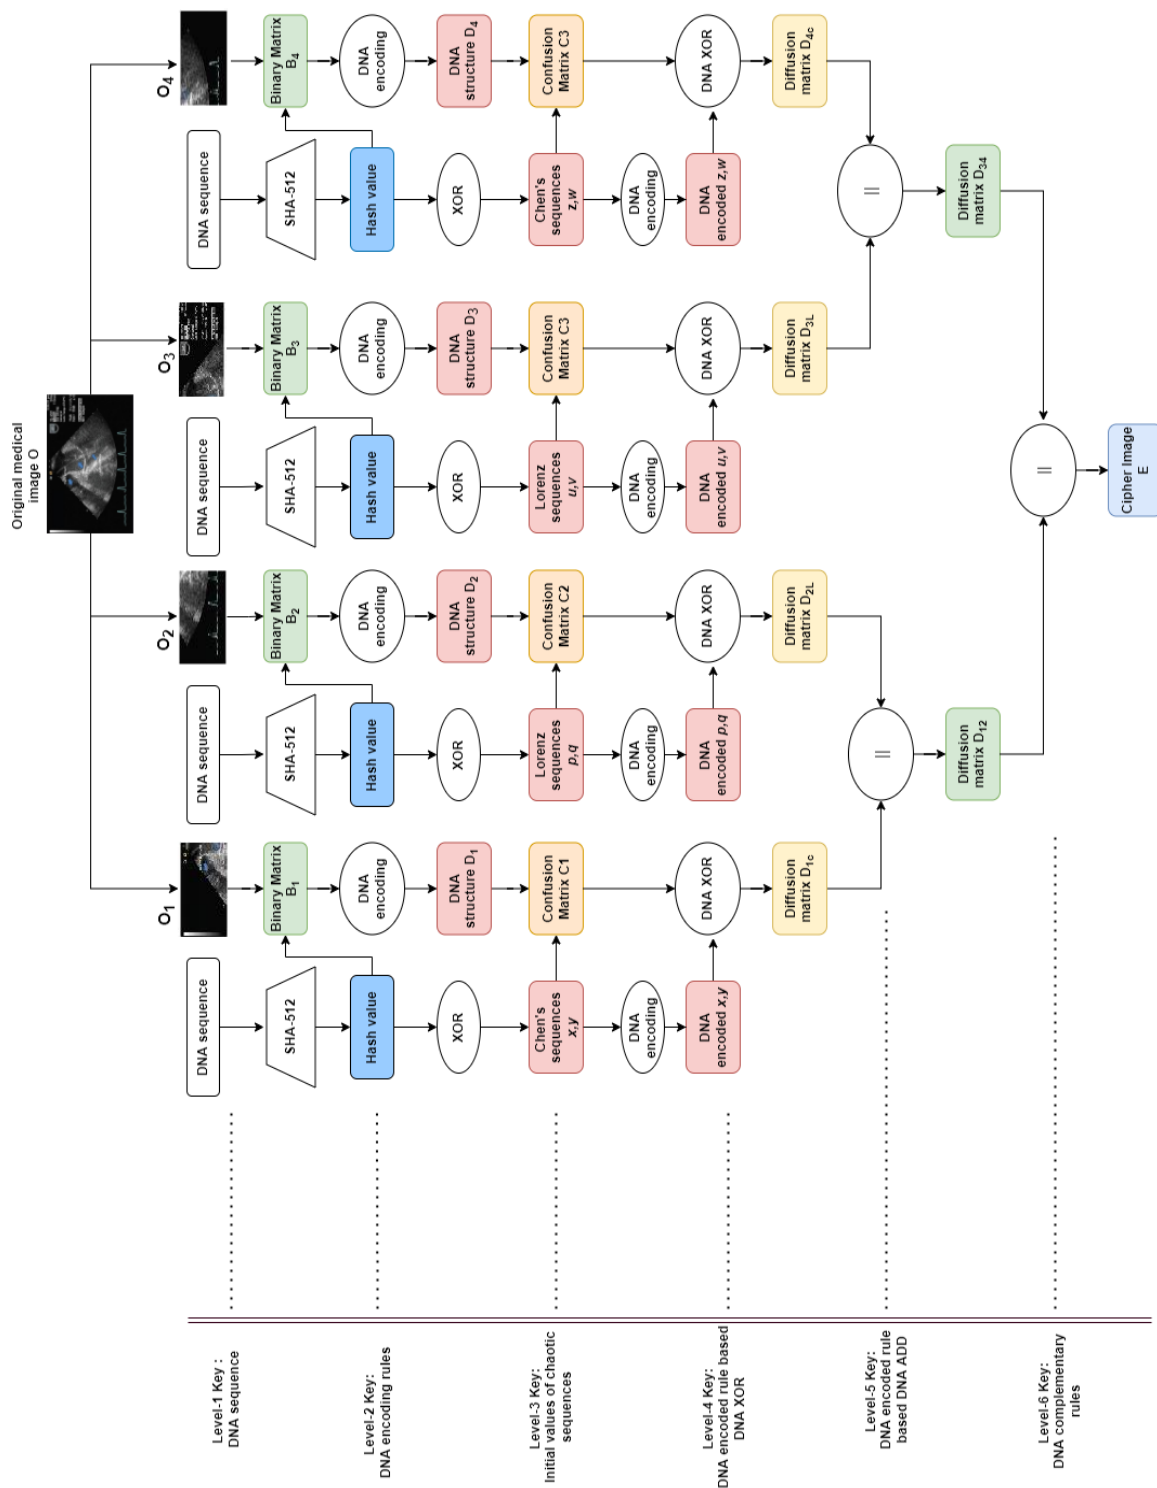 Original medical
image O
O1
O2
O3
O4
Level-1 Key :
DNA sequence
DNA sequence
DNA sequence
DNA sequence
DNA sequence
SHA-512
Binary Matrix
B1
SHA-512
Binary Matrix
B2
SHA-512
Binary Matrix
B3
SHA-512
Binary Matrix
B4
Level-2 Key:
DNA encoding rules
Hash value
DNA
encoding
Hash value
DNA
encoding
Hash value
DNA
encoding
Hash value
DNA
encoding
XOR
DNA
structure D1
XOR
DNA
structure D2
XOR
DNA
structure D3
XOR
DNA
structure D4
Level-3 Key:
Initial values of chaotic
sequences
Chen's
sequences
x,y
Confusion
Matrix C1
Lorenz
sequences
p,q
Confusion
Matrix C2
Lorenz
sequences
u,v
Confusion
Matrix C3
Chen's
sequences
z,w
Confusion
Matrix C3
DNA
encoding
DNA
encoding
DNA
encoding
DNA
encoding
Level-4 Key:
DNA encoded rule based
DNA XOR
DNA
encoded x,y
DNA XOR
DNA
encoded p,q
DNA XOR
DNA
encoded u,v
DNA XOR
DNA
encoded z,w
DNA XOR
Diffusion
matrix D1c
Diffusion
matrix D2L
Diffusion
matrix D3L
Diffusion
matrix D4c
Level-5 Key:
DNA encoded rule
based DNA ADD
||
||
Diffusion
matrix D12
Diffusion
matrix D34
Level-6 Key:
DNA complementary
rules
||
Cipher Image
E